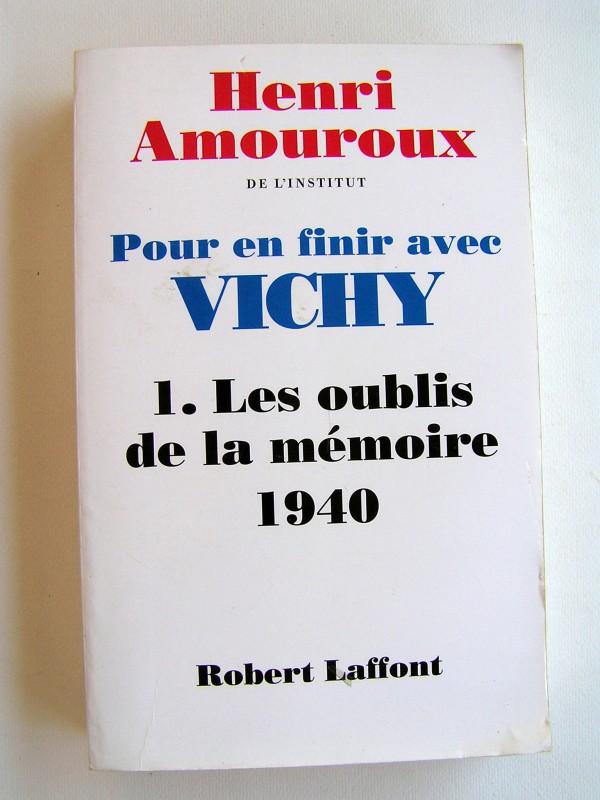 Henri
Amouroux
DE L'INSTITUT
Pour en finir avec
VICHY
1. Les oublis
de la mémoire
1940
Robert Laffont